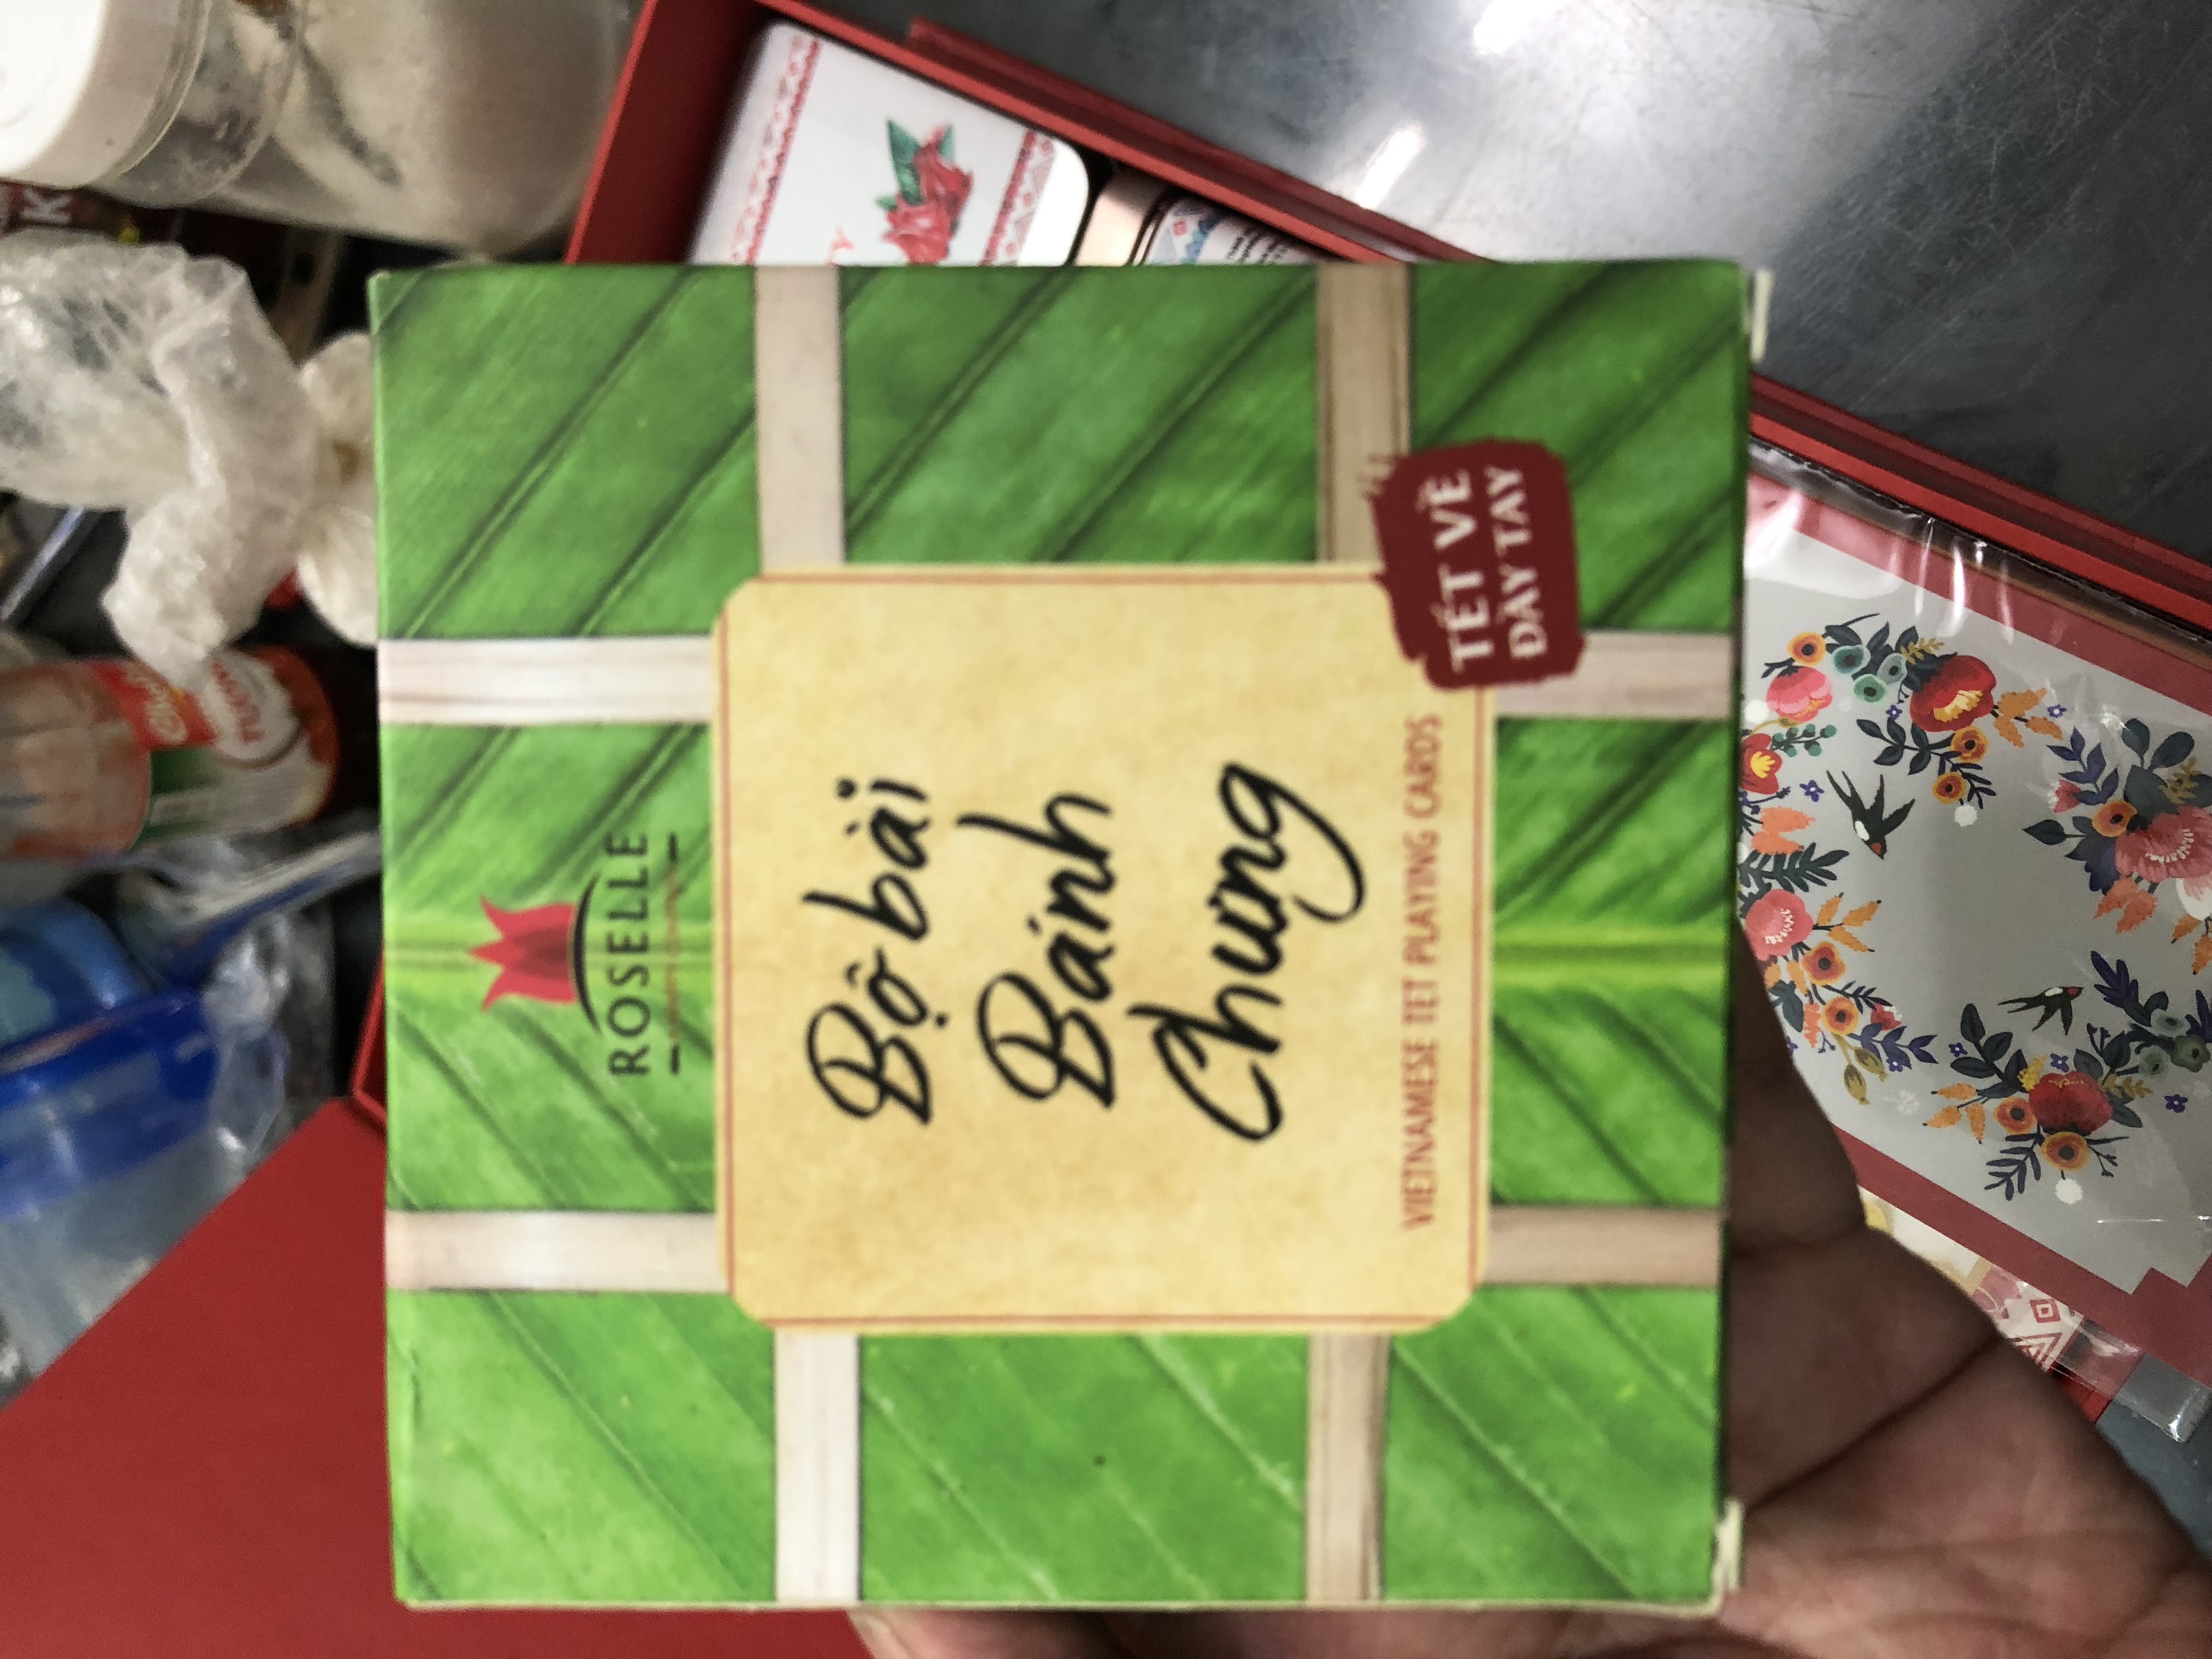 ROSELLE
Bộ bài
Bánh
Chưng
VIETNAMESE TET PLAYING CARDS
TẾT VỀ
ĐẦY TAY